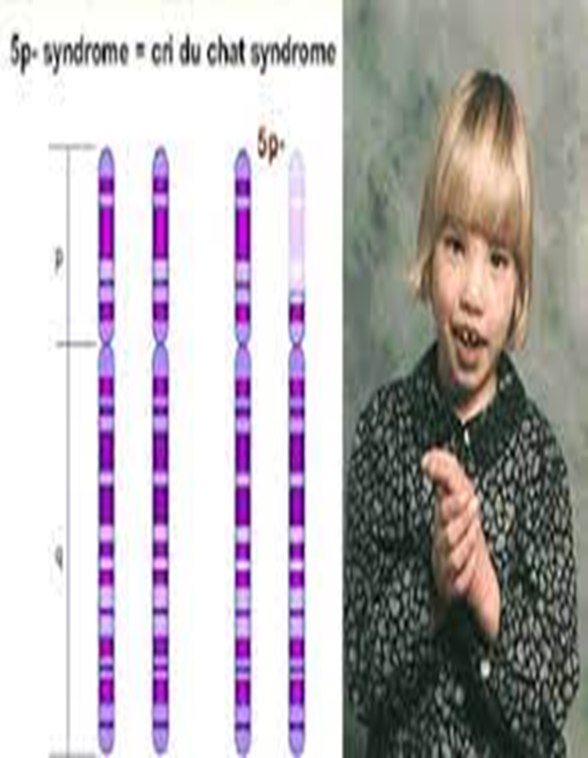 5p- syndrome = cri du chat syndrome
5p-
p
q